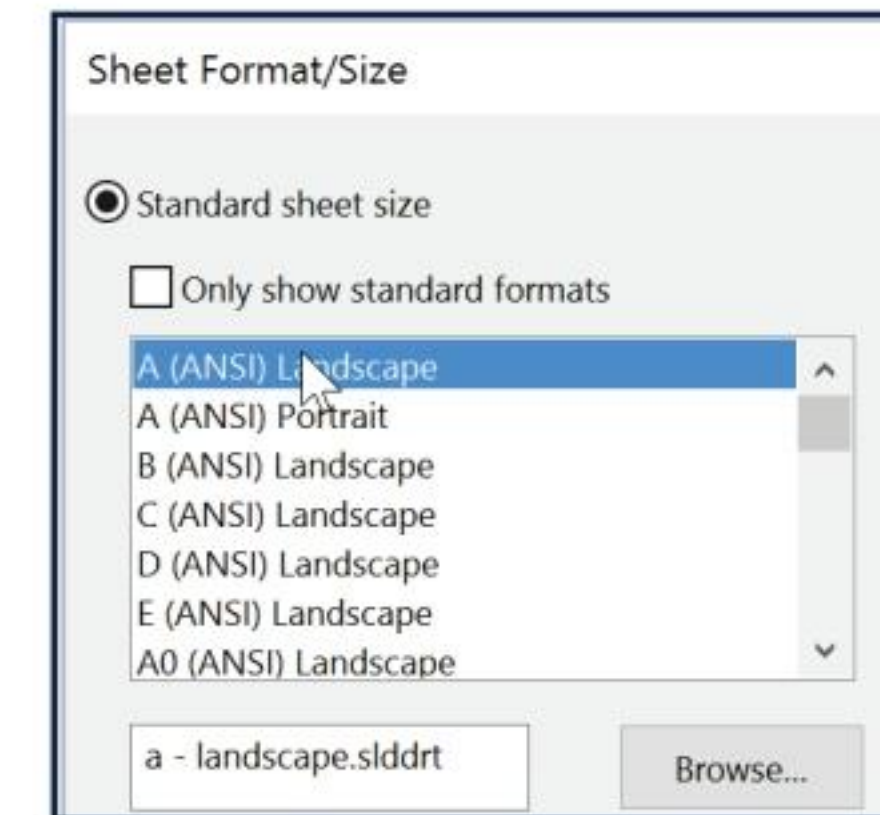 Sheet Format/Size
Standard sheet size
Only show standard formats
A (ANSI) Landscape
A (ANSI) Portrait
B (ANSI) Landscape
C (ANSI) Landscape
D (ANSI) Landscape
E (ANSI) Landscape
A0 (ANSI) Landscape
a - landscape.slddrt
Browse...